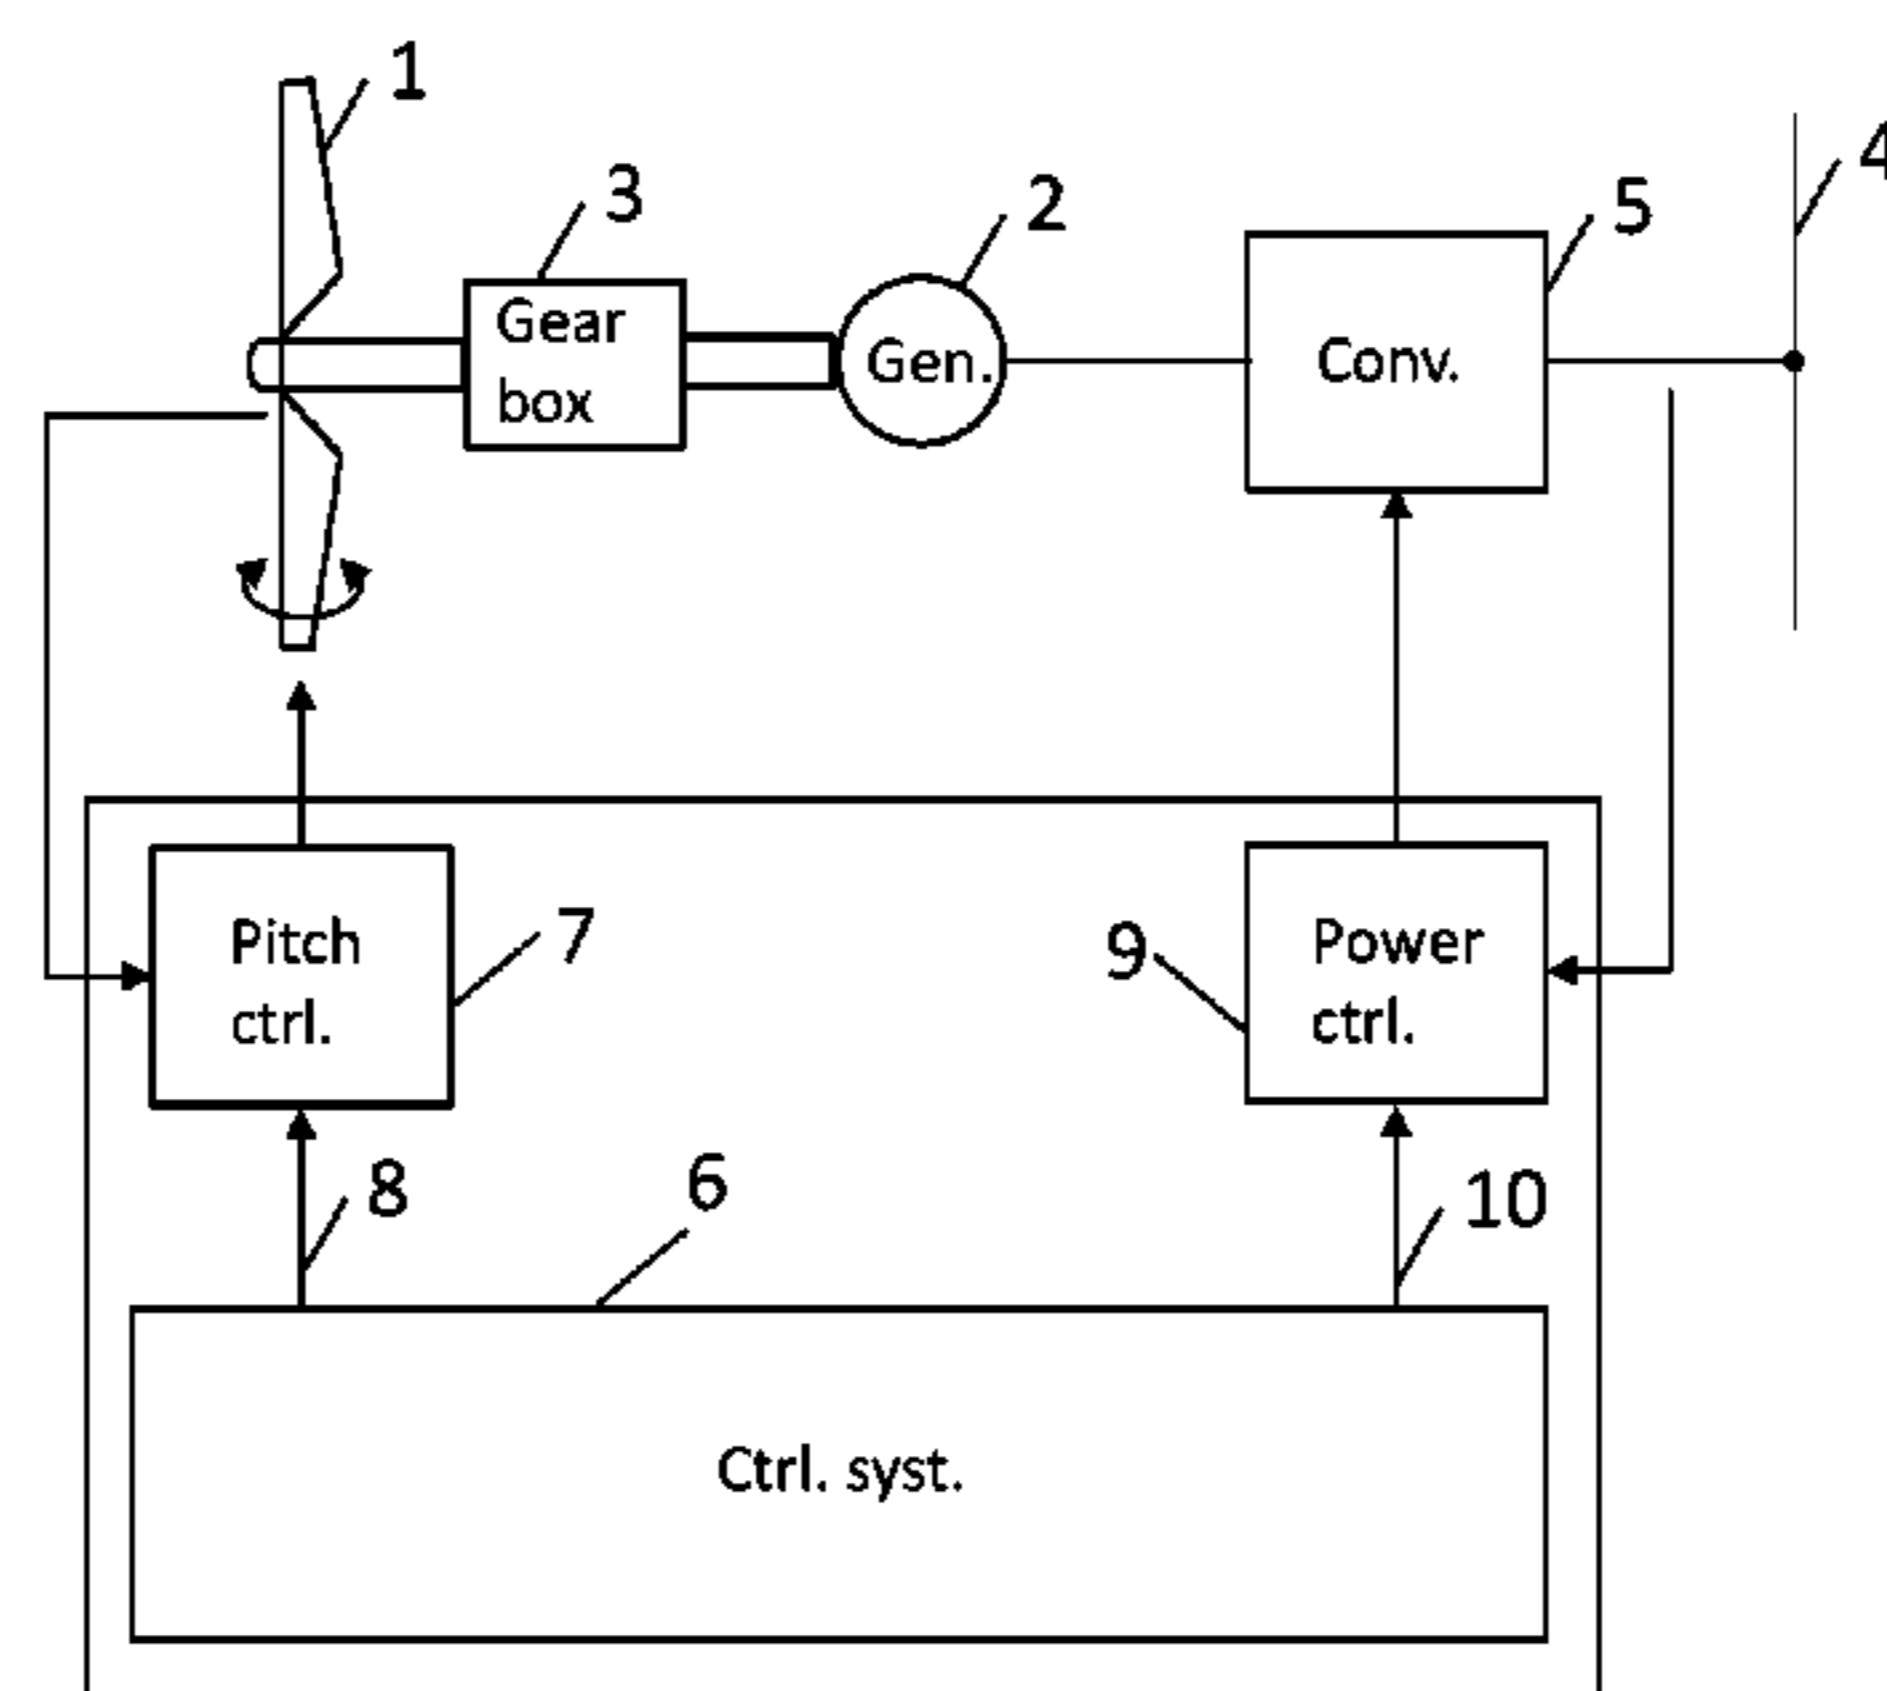 1
3
2
5
4
Gear
box
Gen.
Conv.
Pitch
ctrl.
7
9
Power
ctrl.
8
6
10
Ctrl. syst.